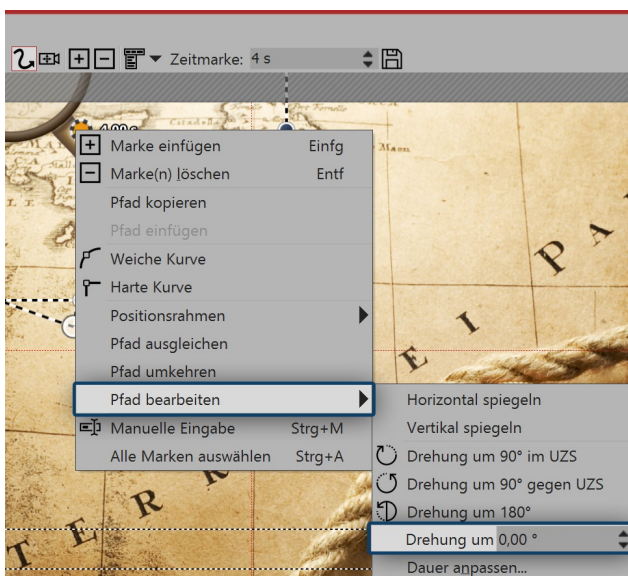 Zeitmarke: 4 s
Marke einfügen Einfg
Marke(n) löschen Entf
Pfad kopieren
Pfad einfügen
Weiche Kurve
Harte Kurve
Positionsrahmen
Pfad ausgleichen
Pfad umkehren
Pfad bearbeiten
Manuelle Eingabe Strg+M
Alle Marken auswählen Strg+A
Horizontal spiegeln
Vertikal spiegeln
Drehung um 90° im UZS
Drehung um 90° gegen UZS
Drehung um 180°
Drehung um 0,00 °
Dauer anpassen...
Maon
E I P A
T E R R